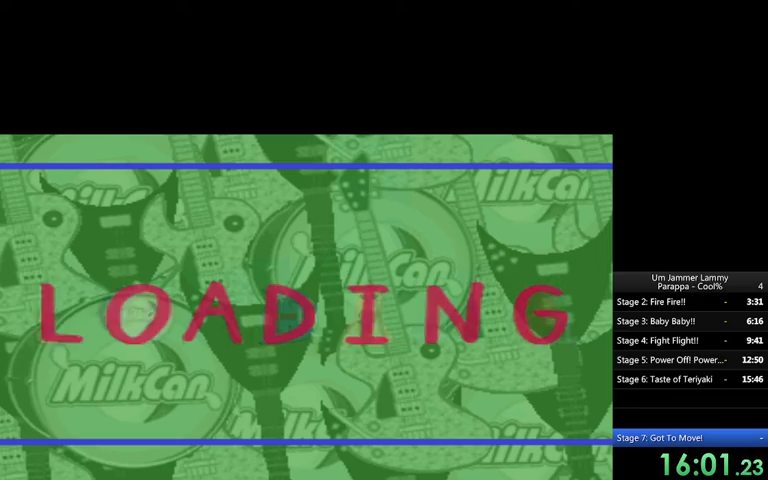 MilkCan
MilkCan
LOADING
MilkCan
Um Jammer Lammy
Parappa - Cool% 4
Stage 2: Fire Fire!! - 3:31
Stage 3: Baby Baby!! - 6:16
Stage 4: Fight Flight!! - 9:41
Stage 5: Power Off! Power... - 12:50
Stage 6: Taste of Teriyaki - 15:46
Stage 7: Got To Move! -
16:01.23